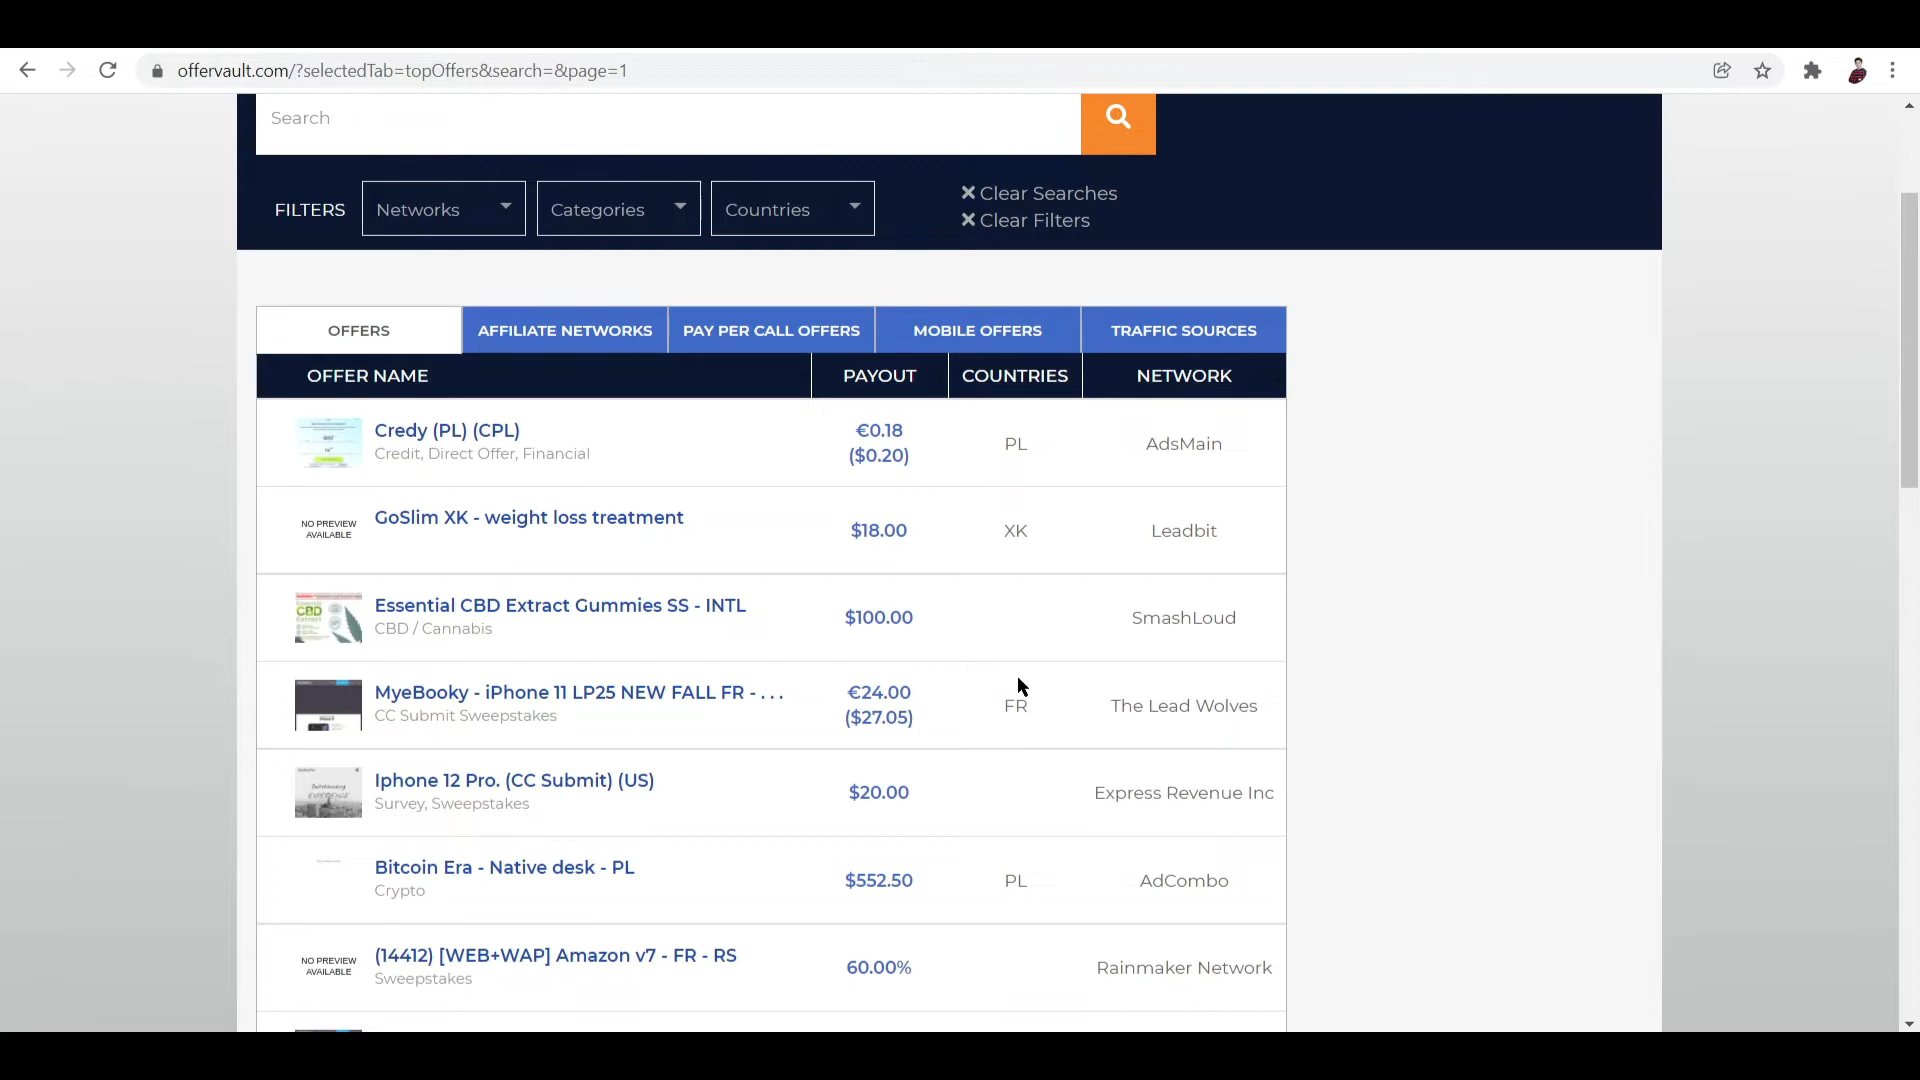 offervault.com/?selectedTab=topOffers&search=&page=1
Search
FILTERS
Networks
Categories
Countries
Clear Searches
Clear Filters
OFFERS
AFFILIATE NETWORKS
PAY PER CALL OFFERS
MOBILE OFFERS
TRAFFIC SOURCES
OFFER NAME
PAYOUT
COUNTRIES
NETWORK
Credy (PL) (CPL)
Credit, Direct Offer, Financial
€0.18
($0.20)
PL
AdsMain
NO PREVIEW
AVAILABLE
GoSlim XK - weight loss treatment
$18.00
XK
Leadbit
Essential CBD Extract Gummies SS - INTL
CBD / Cannabis
$100.00
SmashLoud
MyeBooky - iPhone 11 LP25 NEW FALL FR - . . .
CC Submit Sweepstakes
€24.00
($27.05)
FR
The Lead Wolves
Iphone 12 Pro. (CC Submit) (US)
Survey, Sweepstakes
$20.00
Express Revenue Inc
Bitcoin Era - Native desk - PL
Crypto
$552.50
PL
AdCombo
NO PREVIEW
AVAILABLE
(14412) [WEB+WAP] Amazon v7 - FR - RS
Sweepstakes
60.00%
Rainmaker Network